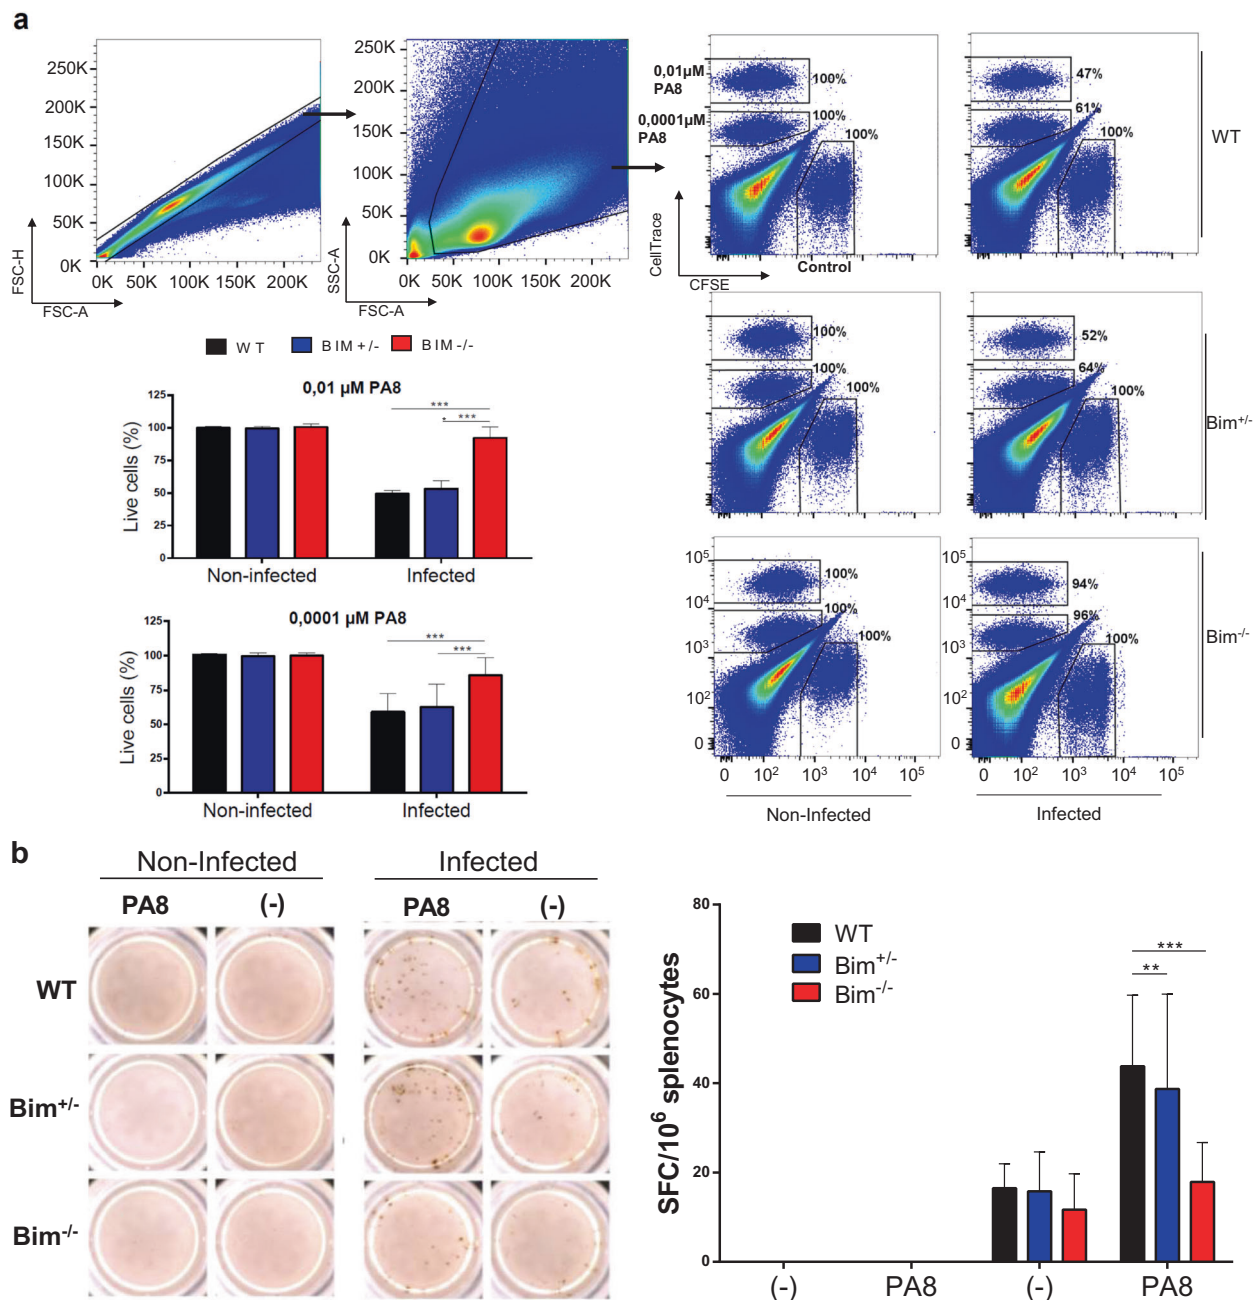 a
250K
200K
150K
100K
50K
0K
FSC-H
0K 50K 100K 150K 200K
FSC-A
250K
200K
150K
100K
50K
0K
SSC-A
0K 50K 100K 150K 200K
FSC-A
0,01µM
PA8
100%
0,0001µM
PA8
100%
100%
Control
CellTrace
CFSE
47%
61%
100%
WT
100%
100%
100%
52%
64%
100%
Bim+/-
100%
100%
100%
10⁵
10⁴
10³
10²
0
0 10² 10³ 10⁴ 10⁵
Non-Infected
94%
96%
100%
10⁵
10⁴
10³
10²
0
0 10² 10³ 10⁴ 10⁵
Infected
Bim-/-
WT BIM+/- BIM-/-
0,01 µM PA8
Live cells (%)
125
100
75
50
25
0
***
* ***
Non-infected Infected
0,0001 µM PA8
Live cells (%)
125
100
75
50
25
0
***
***
Non-infected Infected
b
Non-Infected Infected
PA8 (-) PA8 (-)
WT
Bim+/-
Bim-/-
SFC/10⁶ splenocytes
80
60
40
20
0
WT
Bim+/-
Bim-/-
***
**
(-) PA8 (-) PA8